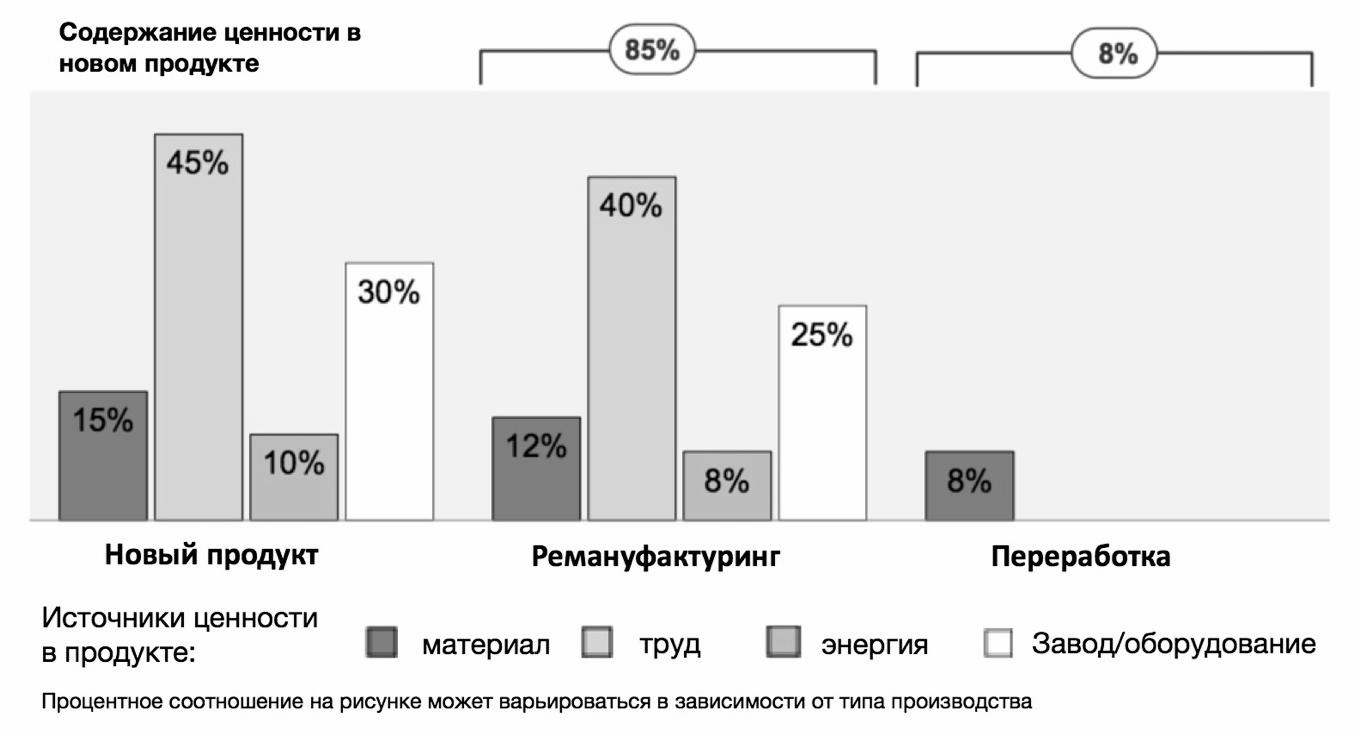 Содержание ценности в
новом продукте
85%
8%
45%
40%
30%
25%
15%
10%
12%
8%
8%
Новый продукт
Ремануфактуринг
Переработка
Источники ценности
в продукте:
материал
труд
энергия
Завод/оборудование
Процентное соотношение на рисунке может варьироваться в зависимости от типа производства